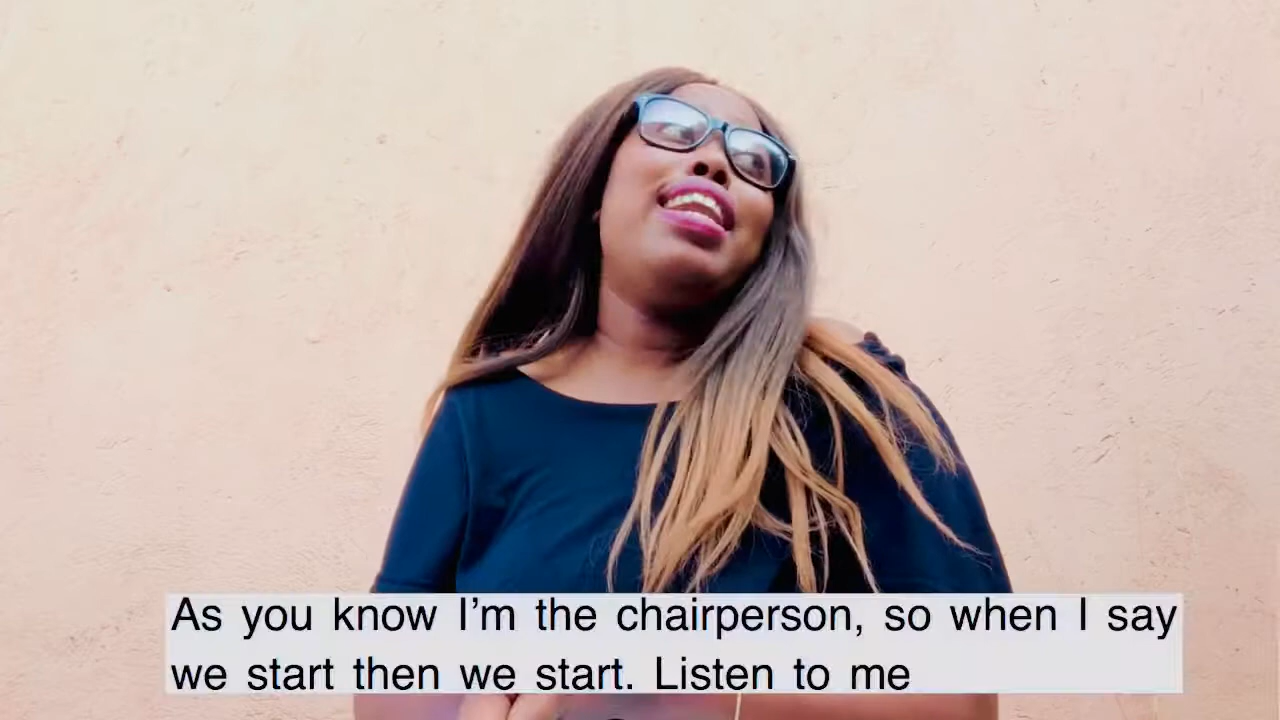 As you know I'm the chairperson, so when I say
we start then we start. Listen to me